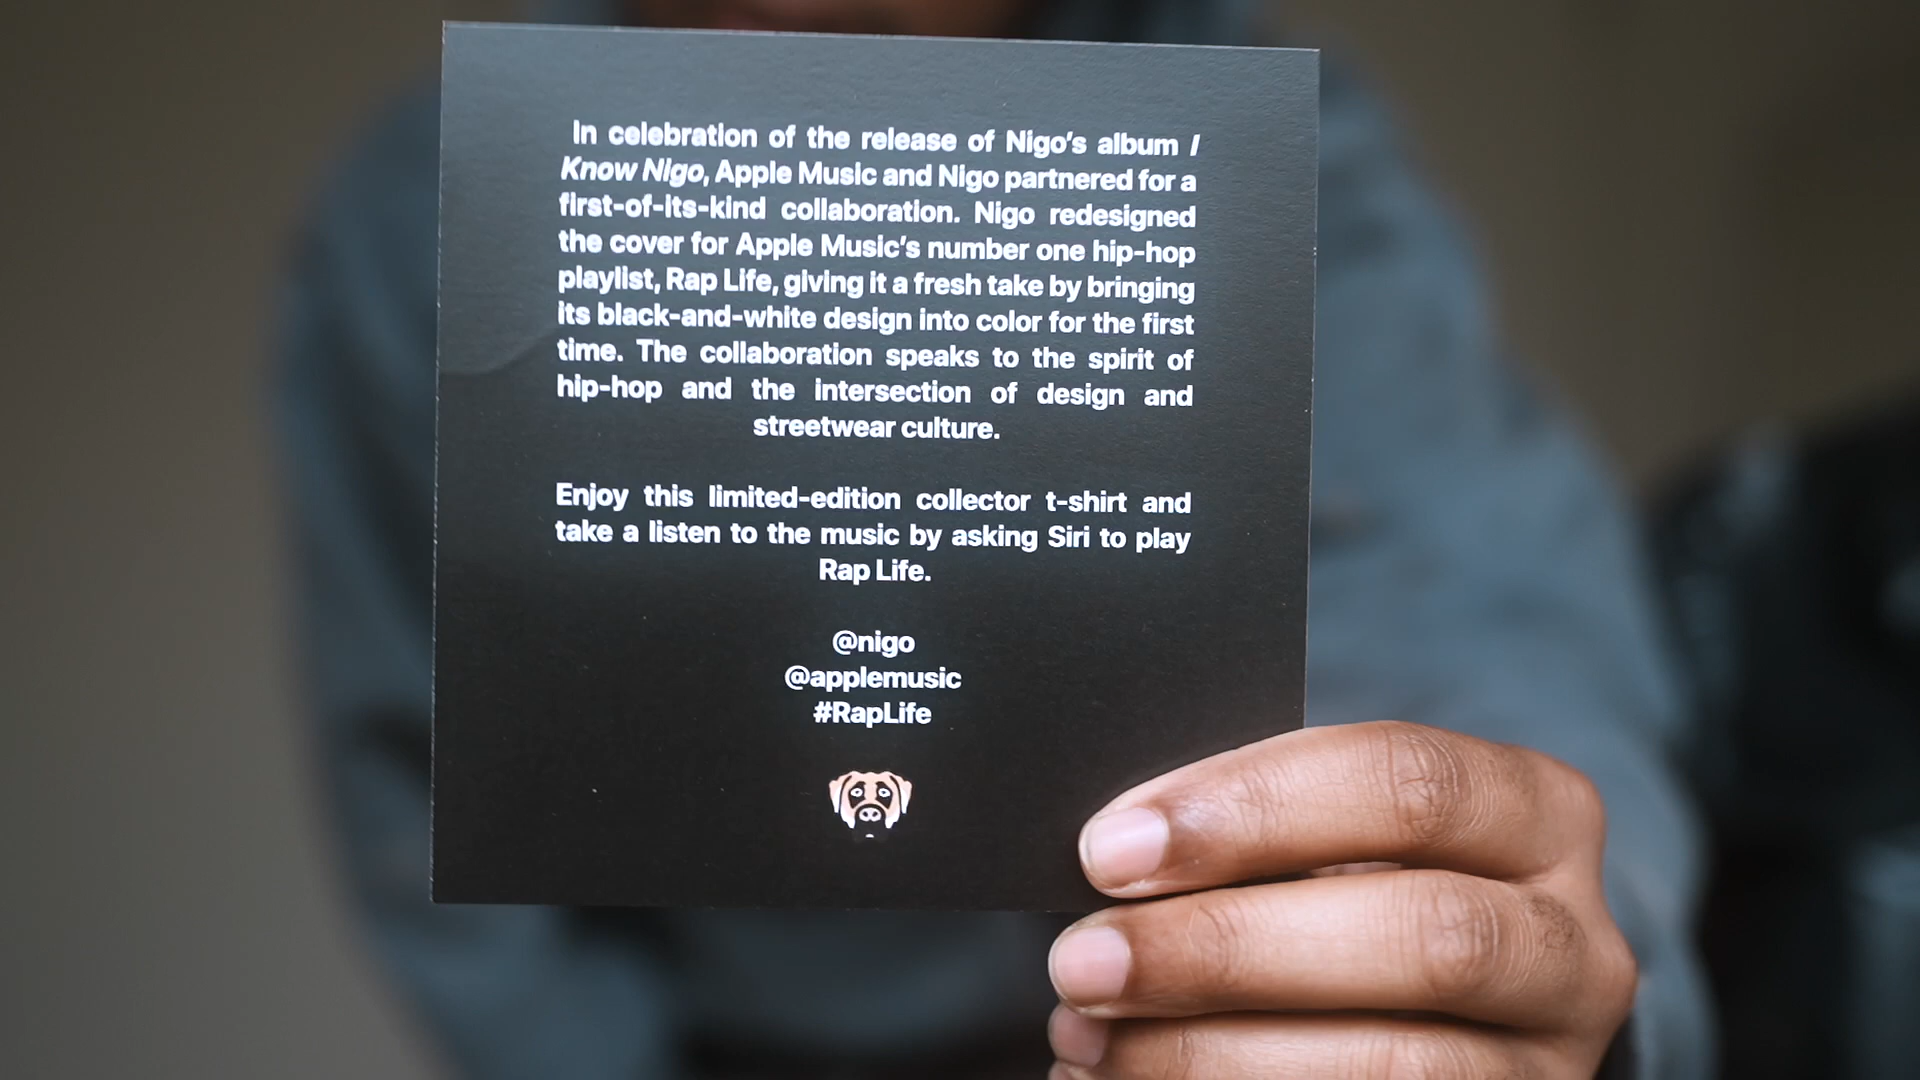 In celebration of the release of Nigo's album I
Know Nigo, Apple Music and Nigo partnered for a
first-of-its-kind collaboration. Nigo redesigned
the cover for Apple Music's number one hip-hop
playlist, Rap Life, giving it a fresh take by bringing
its black-and-white design into color for the first
time. The collaboration speaks to the spirit of
hip-hop and the intersection of design and
streetwear culture.
Enjoy this limited-edition collector t-shirt and
take a listen to the music by asking Siri to play
Rap Life.
@nigo
@applemusic
#RapLife